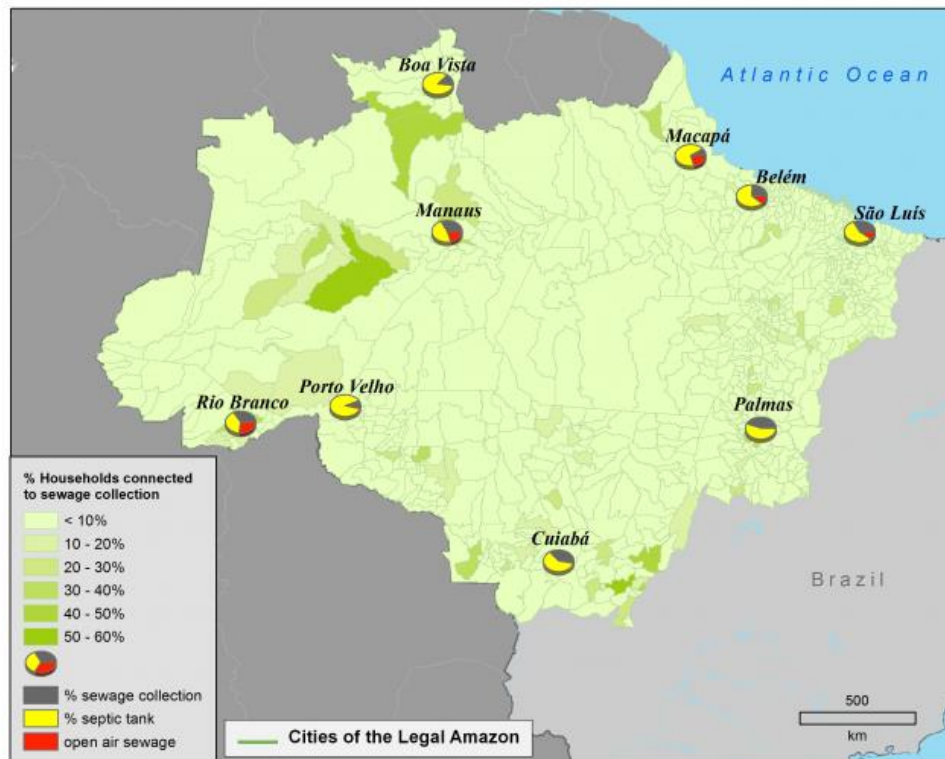 Atlantic Ocean
Boa Vista
Macapá
Belém
Manaus
São Luís
Porto Velho
Rio Branco
Palmas
Cuiabá
Brazil
% Households connected
to sewage collection
< 10%
10 - 20%
20 - 30%
30 - 40%
40 - 50%
50 - 60%
% sewage collection
% septic tank
open air sewage
Cities of the Legal Amazon
500
km